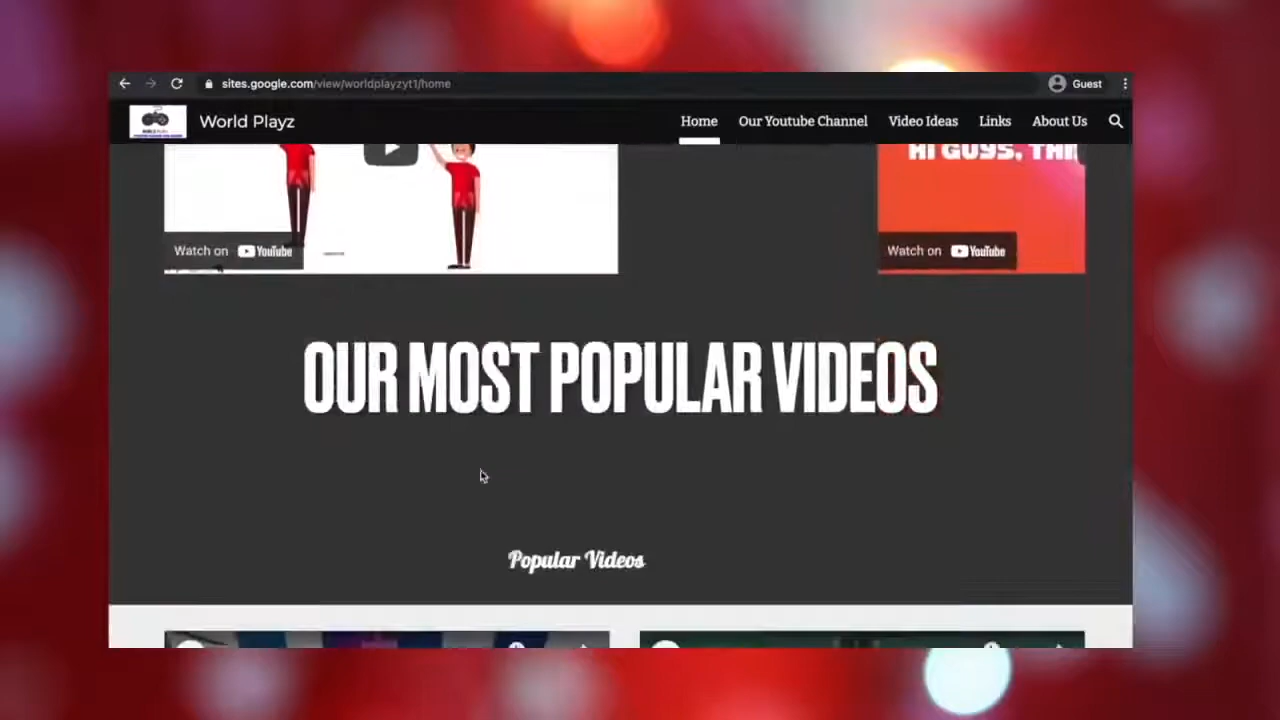 sites.google.com/view/worldplayzyt1/home
Guest
World Playz
Home
Our Youtube Channel
Video Ideas
Links
About Us
HI GUYS, THI
Watch on YouTube
Watch on YouTube
OUR MOST POPULAR VIDEOS
Popular Videos